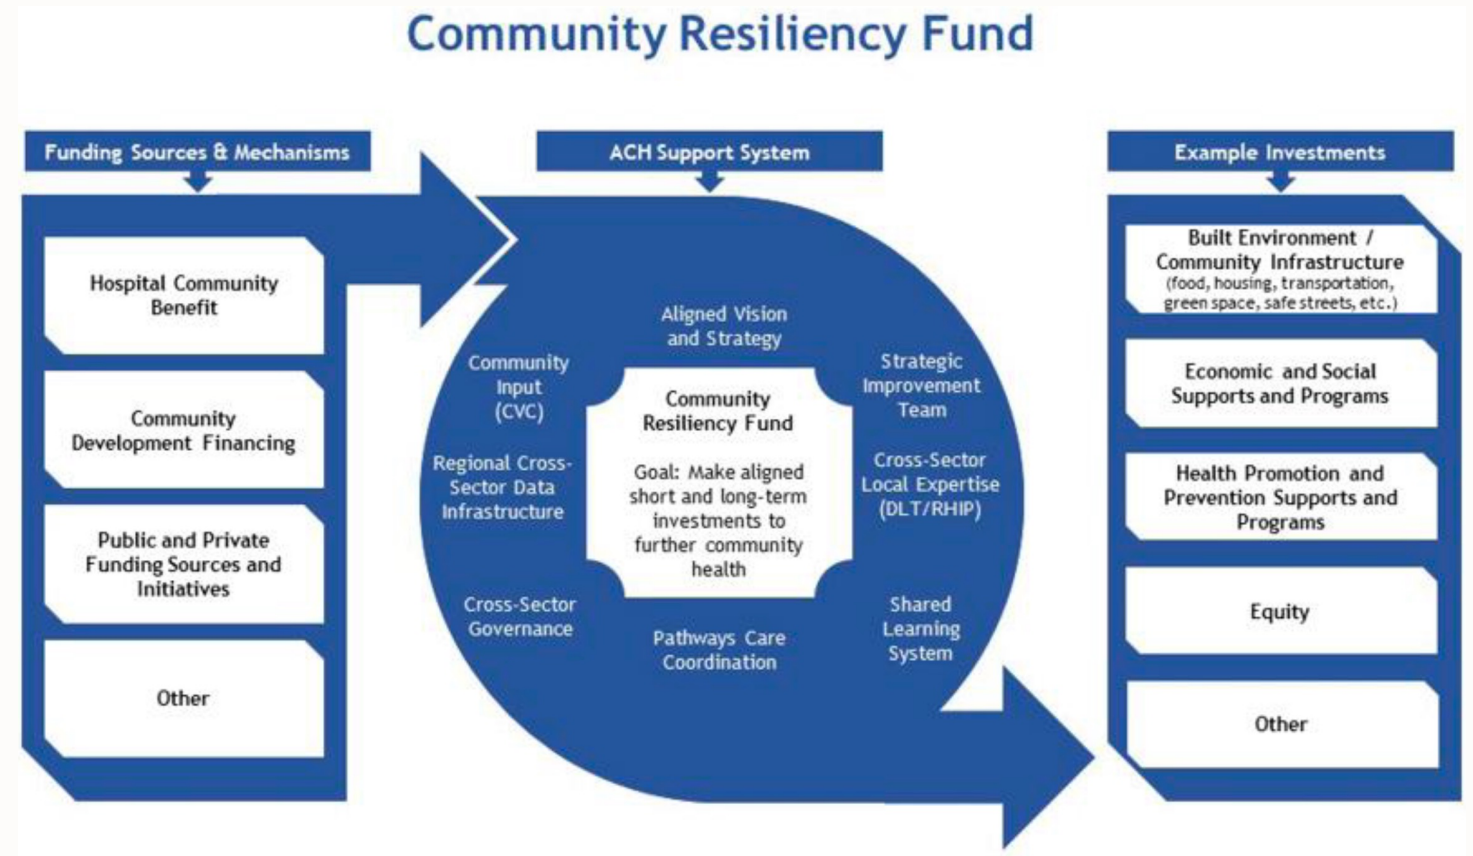 Community Resiliency Fund
Funding Sources & Mechanisms
Hospital Community
Benefit
Community
Development Financing
Public and Private
Funding Sources and
Initiatives
Other
ACH Support System
Aligned Vision
and Strategy
Strategic
Improvement
Team
Cross-Sector
Local Expertise
(DLT/RHIP)
Shared
Learning
System
Pathways Care
Coordination
Cross-Sector
Governance
Regional Cross-
Sector Data
Infrastructure
Community
Input
(CVC)
Community
Resiliency Fund
Goal: Make aligned
short and long-term
investments to
further community
health
Example Investments
Built Environment /
Community Infrastructure
(food, housing, transportation,
green space, safe streets, etc.)
Economic and Social
Supports and Programs
Health Promotion and
Prevention Supports and
Programs
Equity
Other